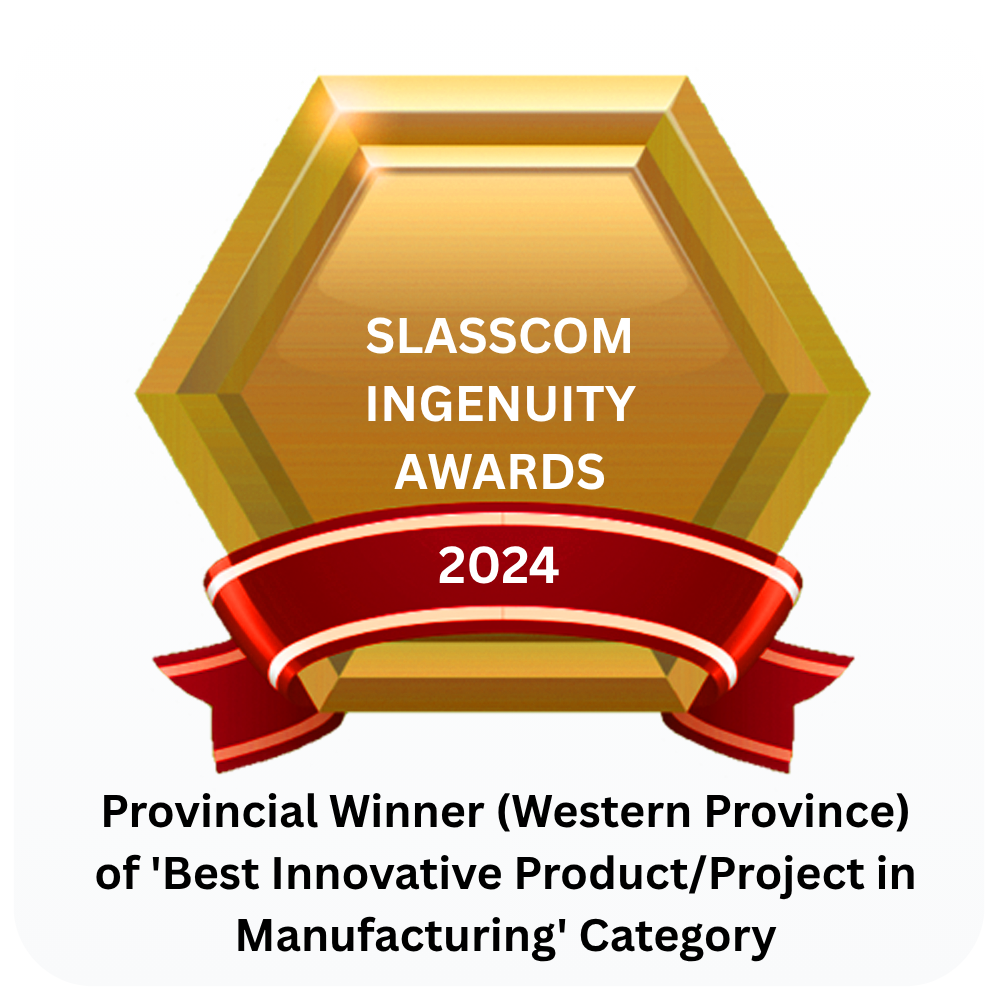 SLASSCOM
INGENUITY
AWARDS
2024
Provincial Winner (Western Province)
of 'Best Innovative Product/Project in
Manufacturing' Category